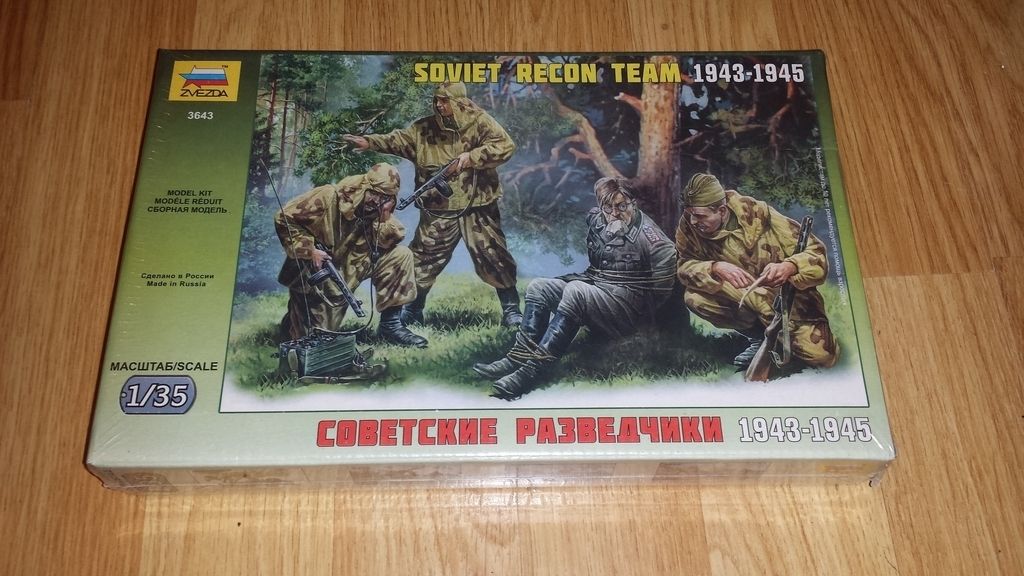 SOVIET RECON TEAM 1943-1945
ZVEZDA™
3643
MODEL KIT
MODÈLE RÉDUIT
СБОРНАЯ МОДЕЛЬ
Сделано в России
Made in Russia
МАСШТАБ/SCALE
1/35
СОВЕТСКИЕ РАЗВЕДЧИКИ 1943-1945